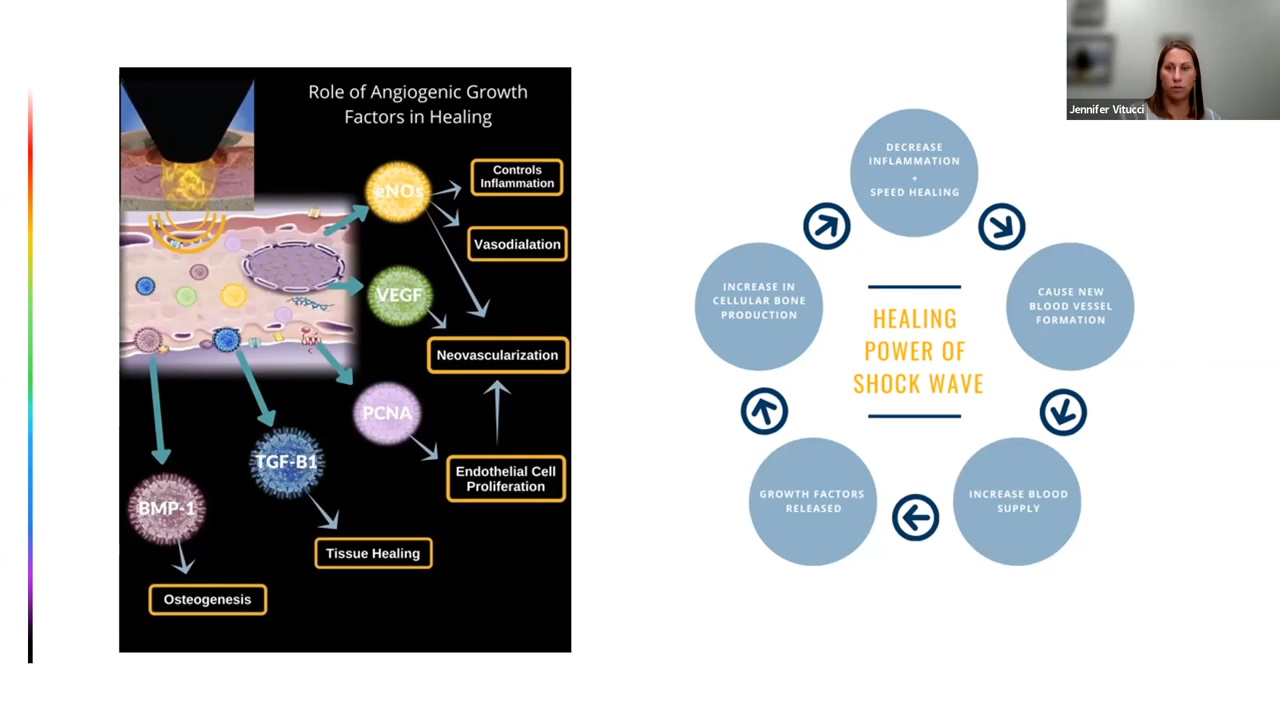 Role of Angiogenic Growth
Factors in Healing
eNOs
Controls
Inflammation
Vasodialation
VEGF
Neovascularization
PCNA
Endothelial Cell
Proliferation
TGF-B1
Tissue Healing
BMP-1
Osteogenesis
DECREASE
INFLAMMATION
+
SPEED HEALING
CAUSE NEW
BLOOD VESSEL
FORMATION
INCREASE BLOOD
SUPPLY
GROWTH FACTORS
RELEASED
INCREASE IN
CELLULAR BONE
PRODUCTION
HEALING
POWER OF
SHOCK WAVE
Jennifer Vitucci